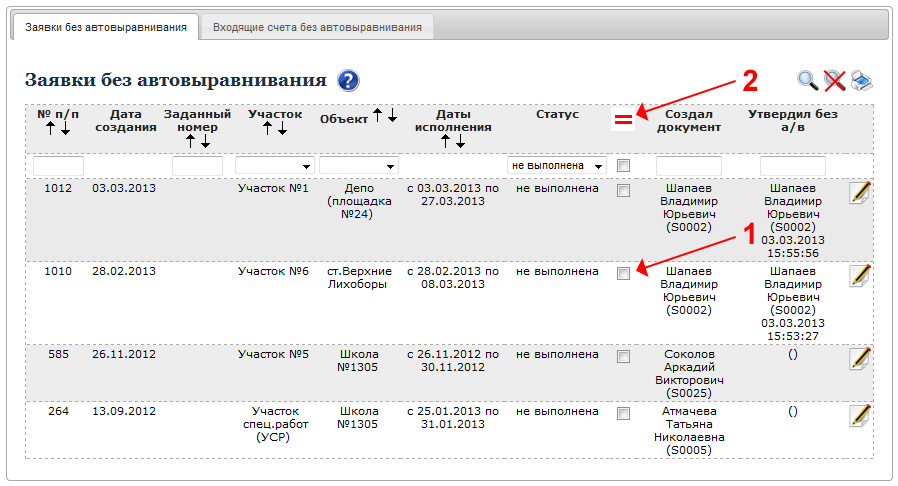 Заявки без автовыравнивания Входящие счета без автовыравнивания
Заявки без автовыравнивания ?
2
№ п/п Дата создания Заданный номер Участок Объект Даты исполнения Статус = Создал документ Утвердил без а/в
не выполнена
1012 03.03.2013 Участок №1 Депо (площадка №24) с 03.03.2013 по 27.03.2013 не выполнена Шапаев Владимир Юрьевич (S0002) Шапаев Владимир Юрьевич (S0002) 03.03.2013 15:55:56
1
1010 28.02.2013 Участок №6 ст.Верхние Лихоборы с 28.02.2013 по 08.03.2013 не выполнена Шапаев Владимир Юрьевич (S0002) Шапаев Владимир Юрьевич (S0002) 03.03.2013 15:53:27
585 26.11.2012 Участок №5 Школа №1305 с 26.11.2012 по 30.11.2012 не выполнена Соколов Аркадий Викторович (S0025) ()
264 13.09.2012 Участок спец.работ (УСР) Школа №1305 с 25.01.2013 по 31.01.2013 не выполнена Атмачева Татьяна Николаевна (S0005) ()